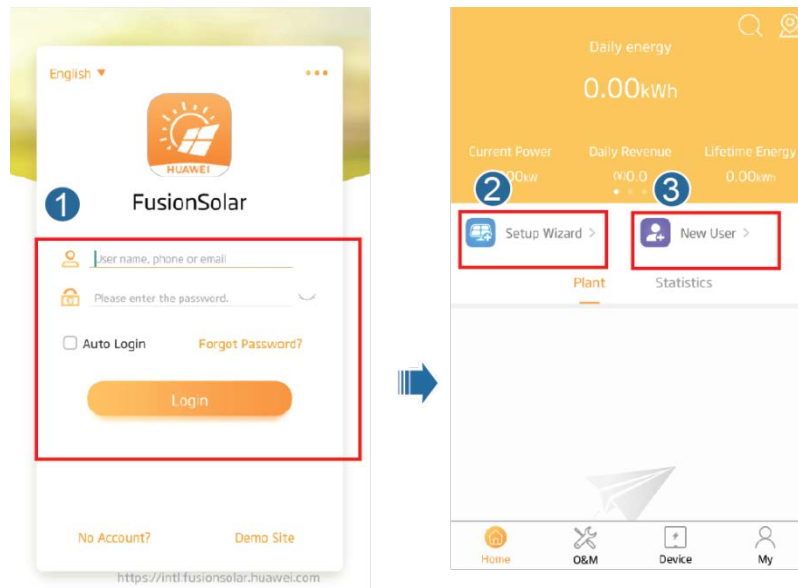 English ▼
HUAWEI
1
FusionSolar
User name, phone or email
Please enter the password.
Auto Login
Forgot Password?
Login
No Account?
Demo Site
https://intl.fusionsolar.huawei.com
Daily energy
0.00kWh
Current Power
Daily Revenue
Lifetime Energy
0.0
0.00kWh
2
3
Setup Wizard >
New User >
Plant
Statistics
Home
O&M
Device
My